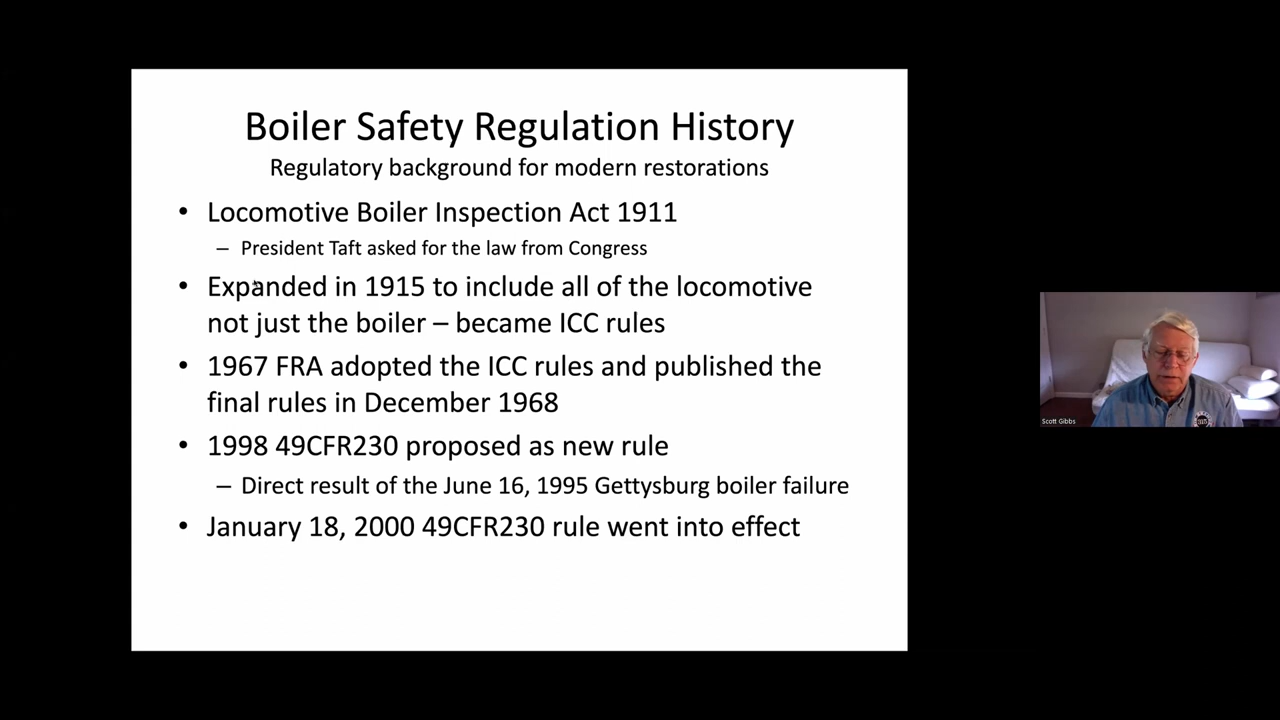 Boiler Safety Regulation History
Regulatory background for modern restorations
• Locomotive Boiler Inspection Act 1911
– President Taft asked for the law from Congress
• Expanded in 1915 to include all of the locomotive
not just the boiler – became ICC rules
• 1967 FRA adopted the ICC rules and published the
final rules in December 1968
• 1998 49CFR230 proposed as new rule
– Direct result of the June 16, 1995 Gettysburg boiler failure
• January 18, 2000 49CFR230 rule went into effect
Scott Gibbs